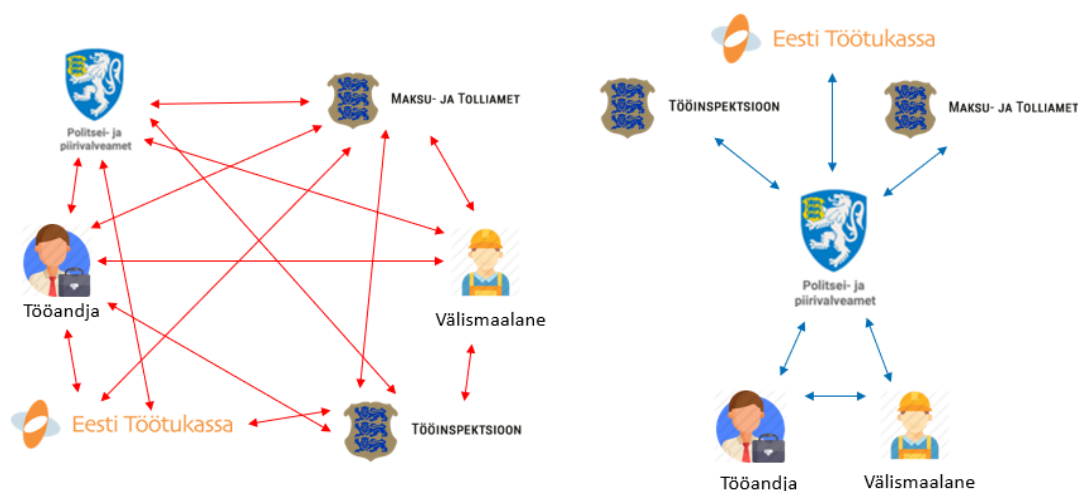 Politsei- ja
piirivalveamet
MAKSU- JA TOLLIAMET
Tööandja
Välismaalane
Eesti Töötukassa
TÖÖINSPEKTSIOON
Eesti Töötukassa
TÖÖINSPEKTSIOON
MAKSU- JA TOLLIAMET
Politsei- ja
piirivalveamet
Tööandja
Välismaalane